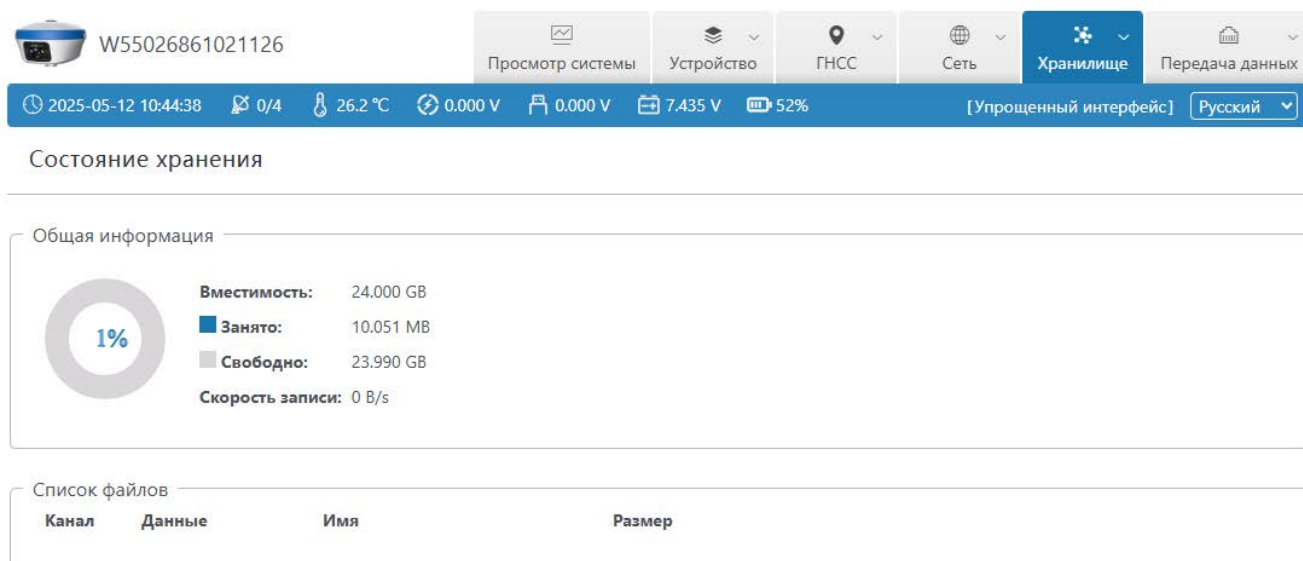 W55026861021126
Просмотр системы Устройство ГНСС Сеть Хранилище Передача данных
2025-05-12 10:44:38 0/4 26.2 ℃ 0.000 V 0.000 V 7.435 V 52% [Упрощенный интерфейс] Русский
Состояние хранения
Общая информация
1%
Вместимость: 24.000 GB
Занято: 10.051 MB
Свободно: 23.990 GB
Скорость записи: 0 B/s
Список файлов
Канал Данные Имя Размер